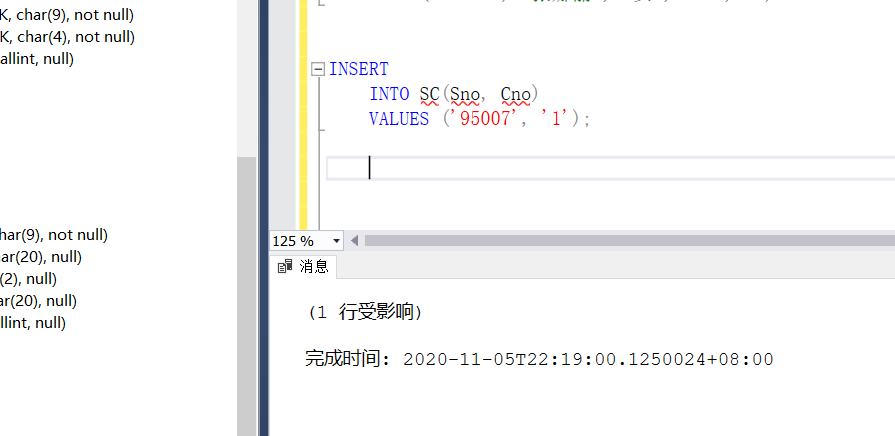 K, char(9), not null)
K, char(4), not null)
allint, null)
har(9), not null)
ar(20), null)
(2), null)
ar(20), null)
llint, null)
INSERT
INTO SC(Sno, Cno)
VALUES ('95007', '1');
125 %
消息
(1 行受影响)
完成时间: 2020-11-05T22:19:00.1250024+08:00